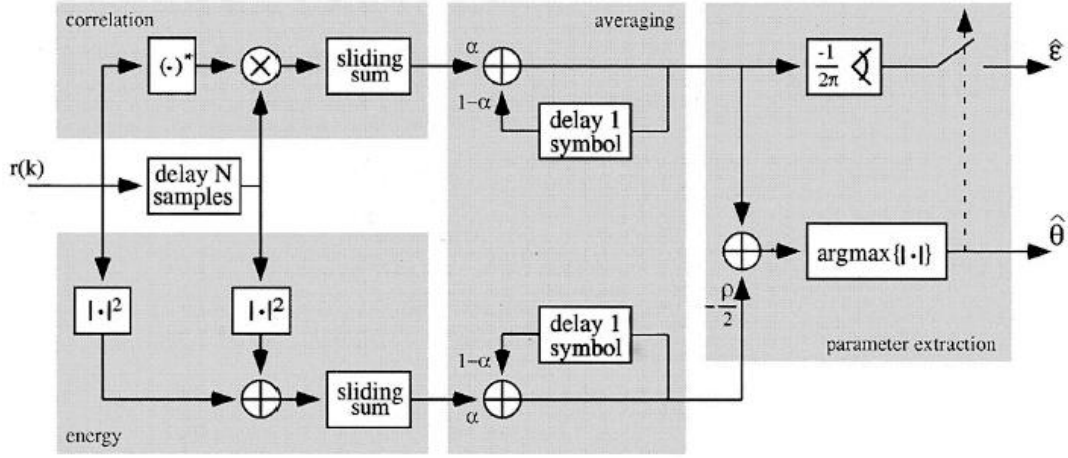 correlation
averaging
(·)*
sliding
sum
α
1-α
delay 1
symbol
-1
2π
ε̂
r(k)
delay N
samples
argmax{|·|}
θ̂
|·|²
|·|²
-ρ
2
delay 1
symbol
parameter extraction
1-α
sliding
sum
α
energy